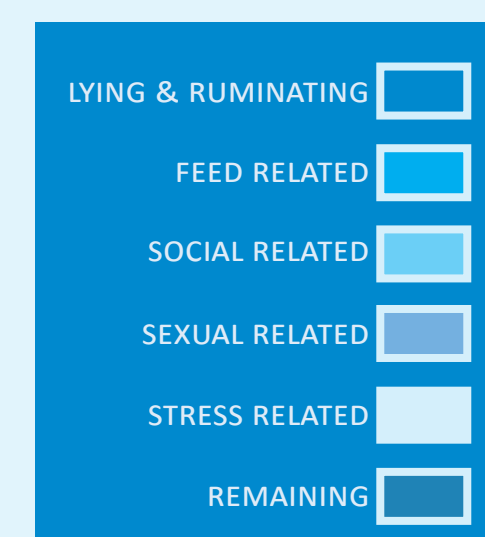 LYING & RUMINATING
FEED RELATED
SOCIAL RELATED
SEXUAL RELATED
STRESS RELATED
REMAINING